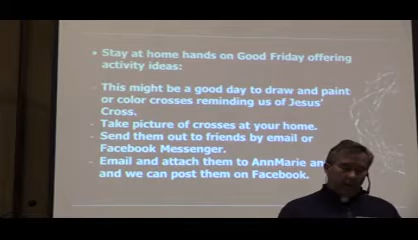 • Stay at home hands on Good Friday offering
activity ideas:
- This might be a good day to draw and paint
or color crosses reminding us of Jesus'
Cross.
- Take picture of crosses at your home.
- Send them out to friends by email or
Facebook Messenger.
- Email and attach them to AnnMarie an
and we can post them on Facebook.